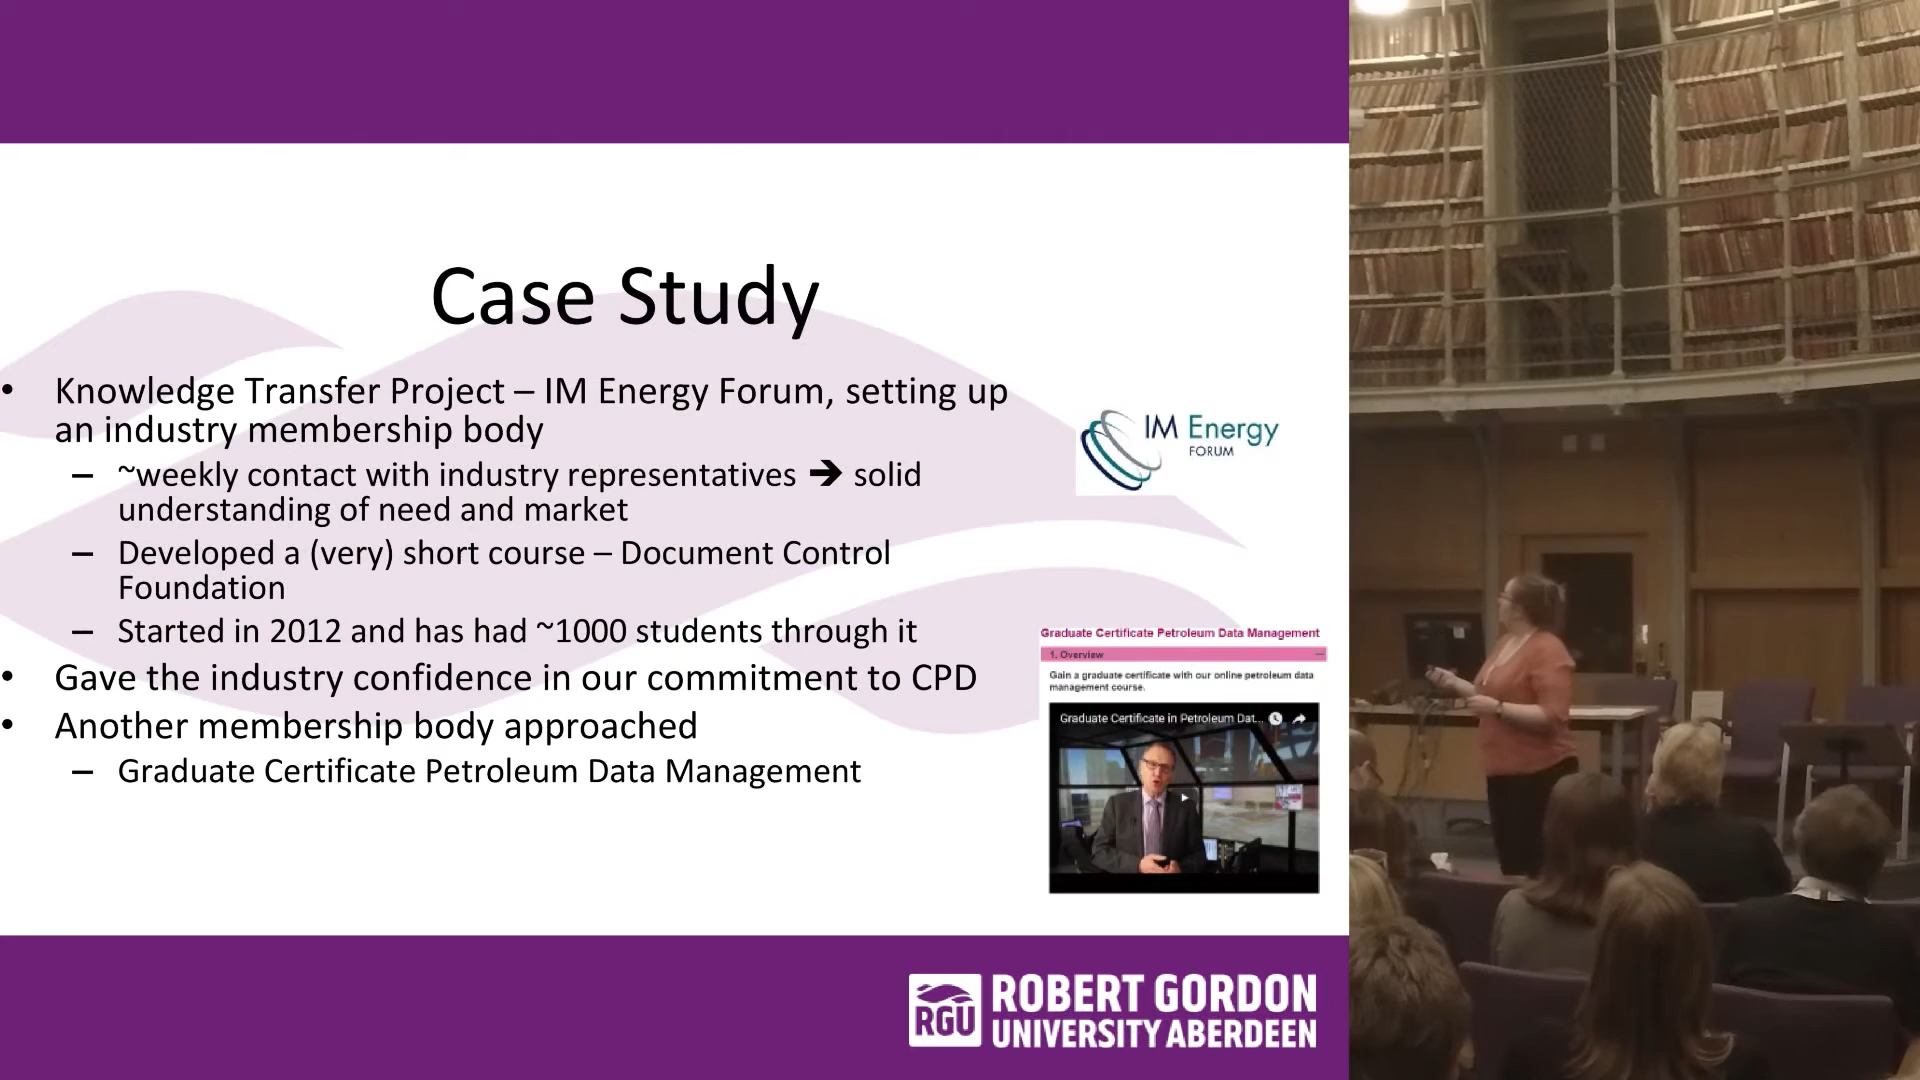 Case Study
• Knowledge Transfer Project – IM Energy Forum, setting up
an industry membership body
– ~weekly contact with industry representatives ➔ solid
understanding of need and market
– Developed a (very) short course – Document Control
Foundation
– Started in 2012 and has had ~1000 students through it
• Gave the industry confidence in our commitment to CPD
• Another membership body approached
– Graduate Certificate Petroleum Data Management
IM Energy
FORUM
Graduate Certificate Petroleum Data Management
1. Overview
Gain a graduate certificate with our online petroleum data
management course.
Graduate Certificate in Petroleum Dat...
RGU
ROBERT GORDON
UNIVERSITY ABERDEEN